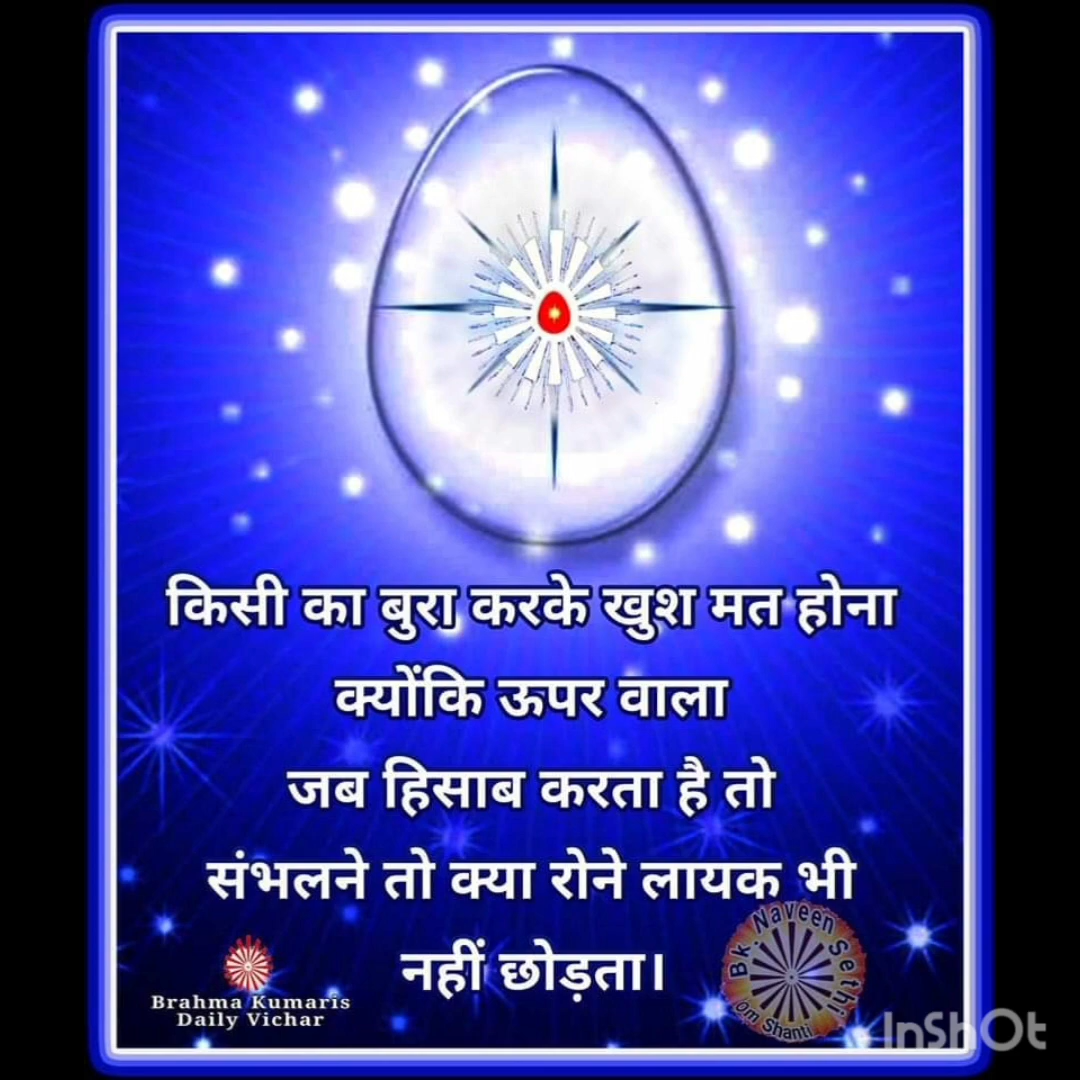 किसी का बुरा करके खुश मत होना
क्योंकि ऊपर वाला
जब हिसाब करता है तो
संभलने तो क्या रोने लायक भी
नहीं छोड़ता।
Brahma Kumaris
Daily Vichar
Bk. Naveen Sethi
om Shanti
InShOt